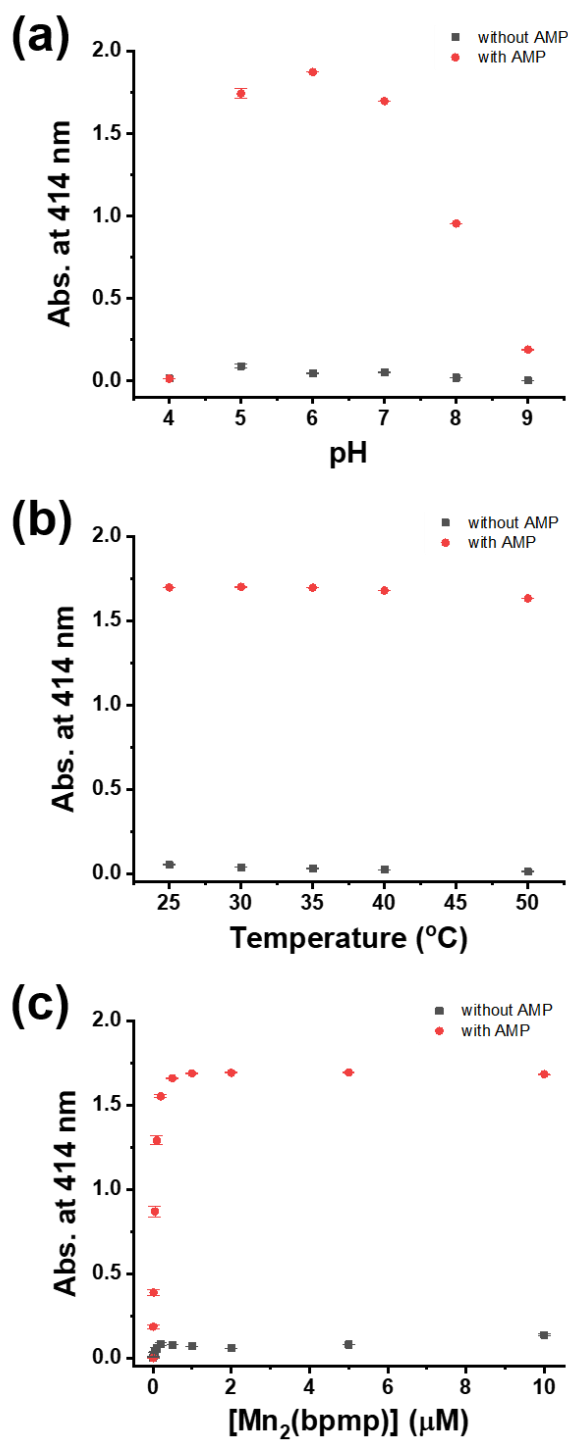 (a)
without AMP
with AMP
2.0
1.5
1.0
0.5
0.0
Abs. at 414 nm
4 5 6 7 8 9
pH
(b)
without AMP
with AMP
2.0
1.5
1.0
0.5
0.0
Abs. at 414 nm
25 30 35 40 45 50
Temperature (°C)
(c)
without AMP
with AMP
2.0
1.5
1.0
0.5
0.0
Abs. at 414 nm
0 2 4 6 8 10
[Mn₂(bpmp)] (μM)